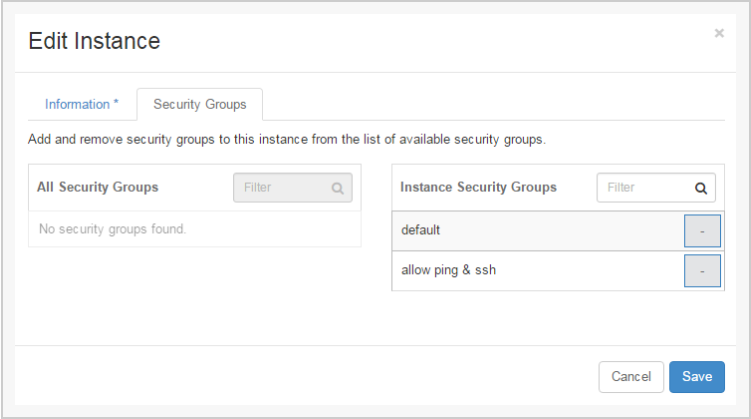 Edit Instance
×
Information *
Security Groups
Add and remove security groups to this instance from the list of available security groups.
All Security Groups
Filter
No security groups found.
Instance Security Groups
Filter
default
-
allow ping & ssh
-
Cancel
Save